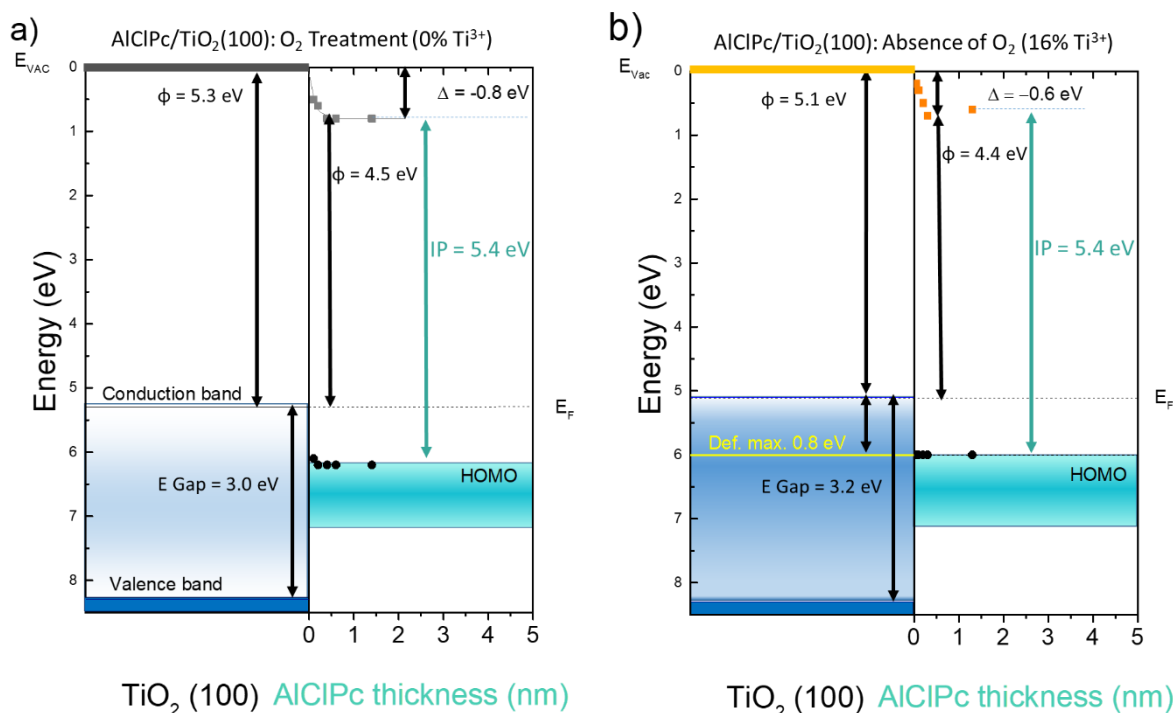 a)
AlClPc/TiO₂(100): O₂ Treatment (0% Ti³⁺)
E_VAC
0
1
2
3
4
5
6
7
8
Energy (eV)
ϕ = 5.3 eV
Δ = -0.8 eV
ϕ = 4.5 eV
IP = 5.4 eV
Conduction band
E_F
E Gap = 3.0 eV
HOMO
Valence band
0 1 2 3 4 5
TiO₂ (100) AlClPc thickness (nm)
b)
AlClPc/TiO₂(100): Absence of O₂ (16% Ti³⁺)
E_Vac
0
1
2
3
4
5
6
7
8
Energy (eV)
ϕ = 5.1 eV
Δ = −0.6 eV
ϕ = 4.4 eV
IP = 5.4 eV
E_F
Def. max. 0.8 eV
E Gap = 3.2 eV
HOMO
0 1 2 3 4 5
TiO₂ (100) AlClPc thickness (nm)